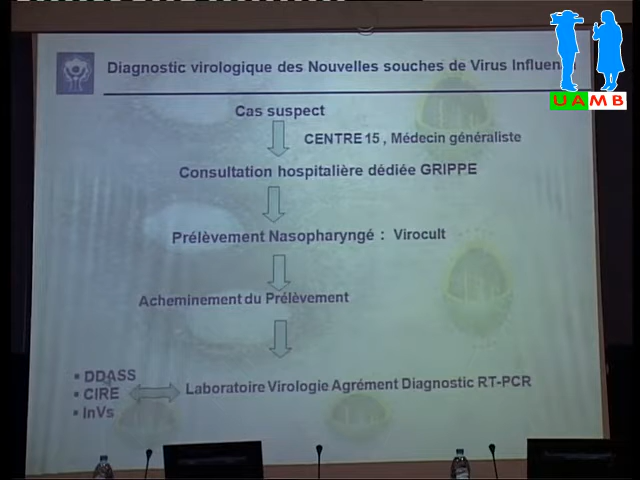 Diagnostic virologique des Nouvelles souches de Virus
UAMB
Cas suspect
CENTRE 15 , Médecin généraliste
Consultation hospitalière dédiée GRIPPE
Prélèvement Nasopharyngé : Virocult
Acheminement du Prélèvement
▪ DDASS
▪ CIRE
▪ InVs
Laboratoire Virologie Agrément Diagnostic RT-PCR